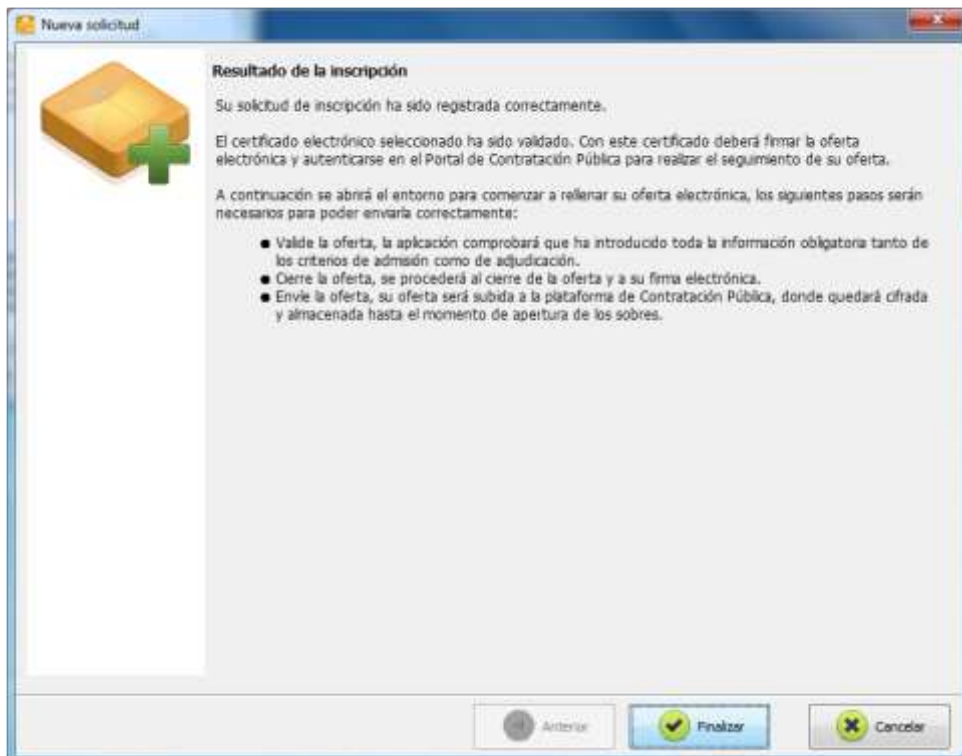 Nueva solicitud
Resultado de la inscripción
Su solicitud de inscripción ha sido registrada correctamente.
El certificado electrónico seleccionado ha sido validado. Con este certificado deberá firmar la oferta
electrónica y autenticarse en el Portal de Contratación Pública para realizar el seguimiento de su oferta.
A continuación se abrirá el entorno para comenzar a rellenar su oferta electrónica, los siguientes pasos serán
necesarios para poder enviarla correctamente:
● Valide la oferta, la aplicación comprobará que ha introducido toda la información obligatoria tanto de
los criterios de admisión como de adjudicación.
● Cierre la oferta, se procederá al cierre de la oferta y a su firma electrónica.
● Envíe la oferta, su oferta será subida a la plataforma de Contratación Pública, donde quedará cifrada
y almacenada hasta el momento de apertura de los sobres.
Anterior Finalizar Cancelar